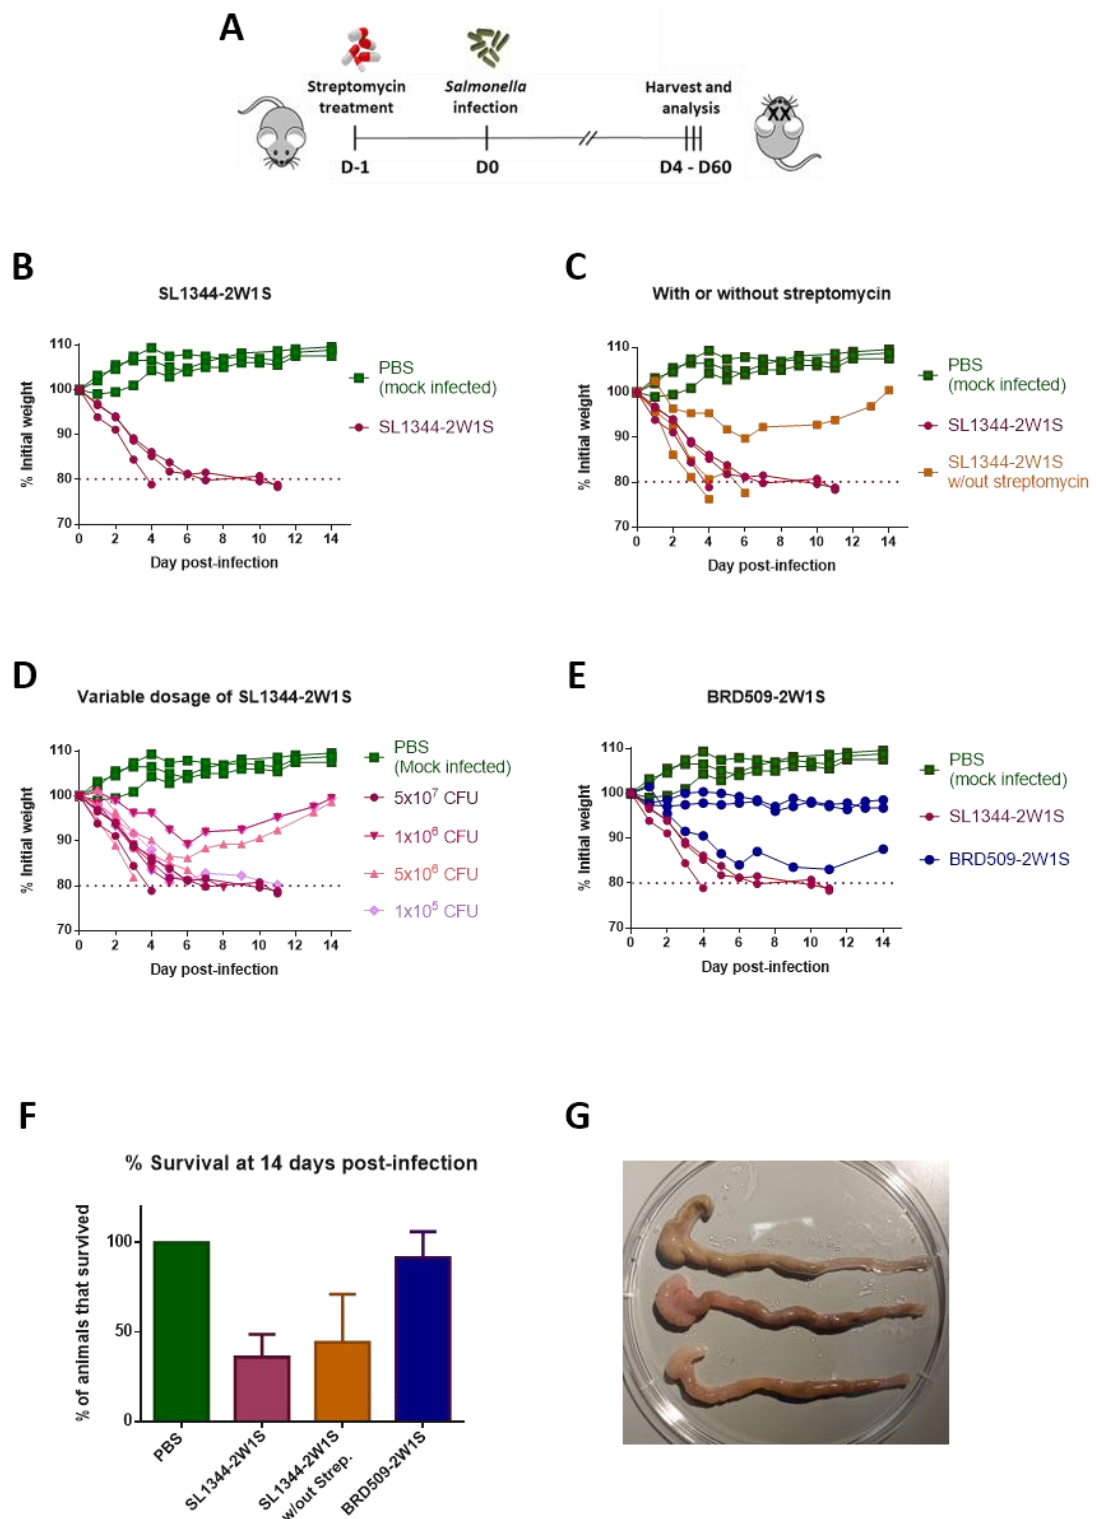 A
Streptomycin
treatment
Salmonella
infection
Harvest and
analysis
XX
D-1
D0
D4 - D60
B
SL1344-2W1S
% Initial weight
110
100
90
80
70
0 2 4 6 8 10 12 14
Day post-infection
PBS
(mock infected)
SL1344-2W1S
C
With or without streptomycin
% Initial weight
110
100
90
80
70
0 2 4 6 8 10 12 14
Day post-infection
PBS
(mock infected)
SL1344-2W1S
SL1344-2W1S
w/out streptomycin
D
Variable dosage of SL1344-2W1S
% Initial weight
110
100
90
80
70
0 2 4 6 8 10 12 14
Day post-infection
PBS
(Mock infected)
5x10⁷ CFU
1x10⁶ CFU
5x10⁶ CFU
1x10⁵ CFU
E
BRD509-2W1S
% Initial weight
110
100
90
80
70
0 2 4 6 8 10 12 14
Day post-infection
PBS
(mock infected)
SL1344-2W1S
BRD509-2W1S
F
% Survival at 14 days post-infection
% of animals that survived
100
50
0
PBS
SL1344-2W1S
SL1344-2W1S
w/out Strep.
BRD509-2W1S
G